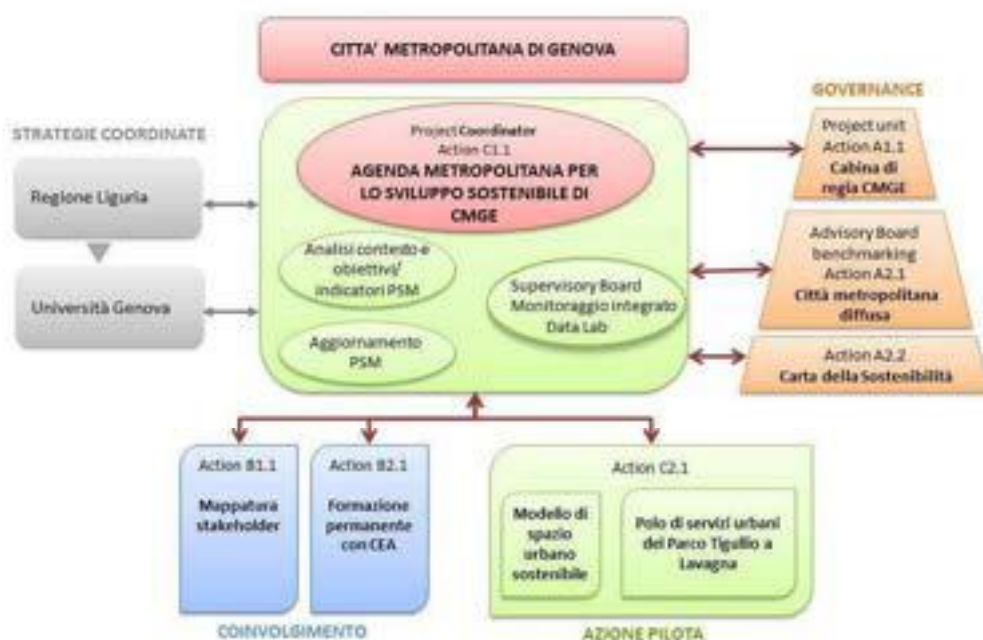 CITTA' METROPOLITANA DI GENOVA
STRATEGIE COORDINATE
Regione Liguria
Università Genova
Project Coordinator
Action C1.1
AGENDA METROPOLITANA PER
LO SVILUPPO SOSTENIBILE DI
CMGE
Analisi contesto e
obiettivi/
indicatori PSM
Aggiornamento
PSM
Supervisory Board
Monitoraggio integrato
Data Lab
GOVERNANCE
Project unit
Action A1.1
Cabina di
regia CMGE
Advisory Board
benchmarking
Action A2.1
Città metropolitana
diffusa
Action A2.2
Carta della Sostenibilità
Action B1.1
Mappatura
stakeholder
Action B2.1
Formazione
permanente
con CEA
COINVOLGIMENTO
Action C2.1
Modello di
spazio
urbano
sostenibile
Polo di servizi urbani
del Parco Tigullio a
Lavagna
AZIONE PILOTA